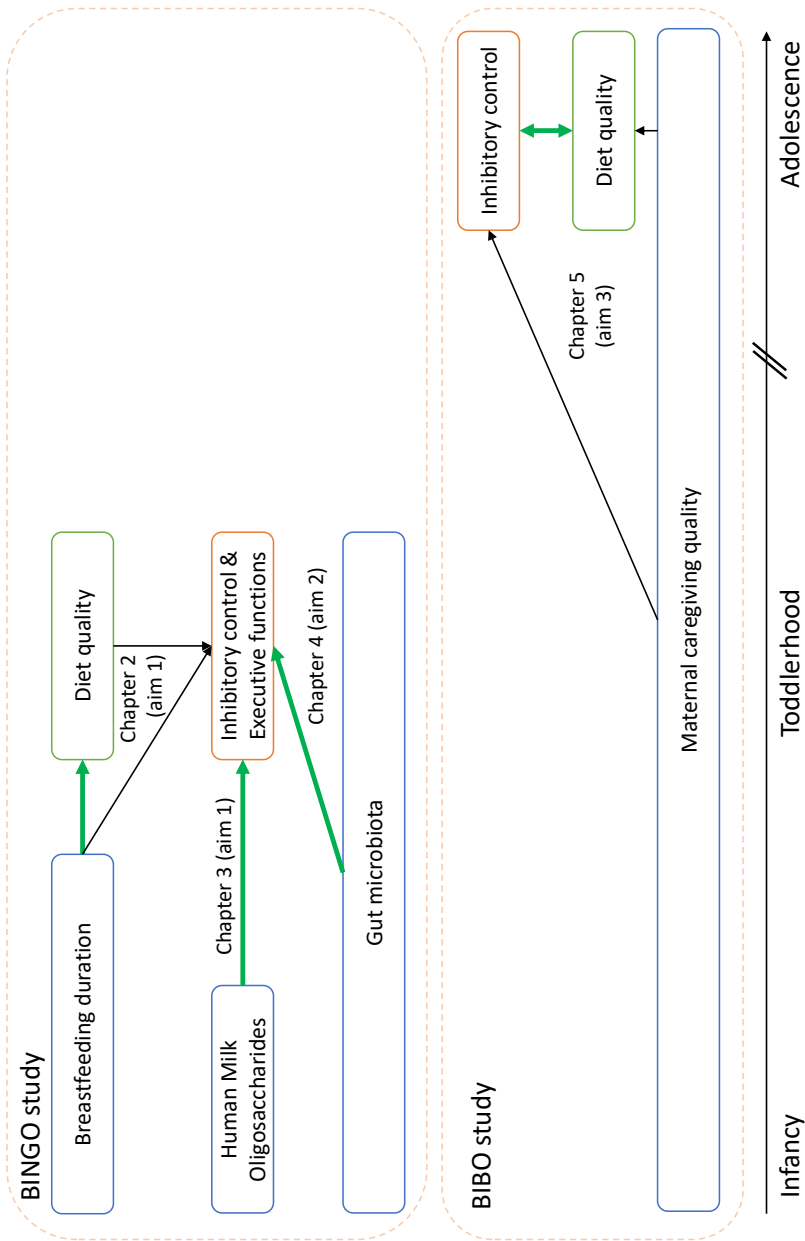 BINGO study
Breastfeeding duration
Diet quality
Chapter 2
(aim 1)
Human Milk
Oligosaccharides
Chapter 3 (aim 1)
Inhibitory control &
Executive functions
Chapter 4 (aim 2)
Gut microbiota
BIBO study
Inhibitory control
Chapter 5
(aim 3)
Diet quality
Maternal caregiving quality
Infancy
Toddlerhood
Adolescence